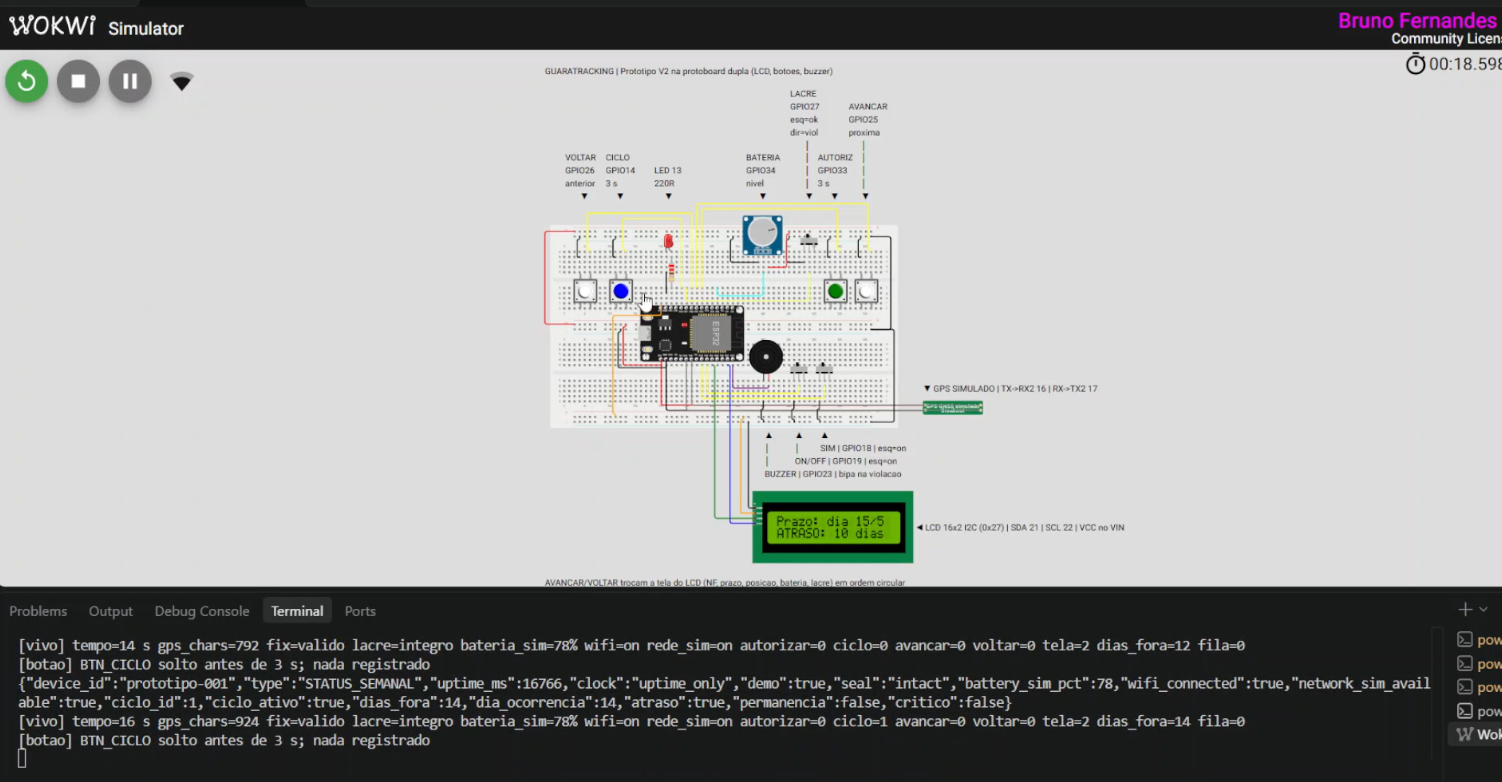 WOKWI Simulator
Bruno Fernandes
Community Licens
00:18.598
GUARATRACKING | Prototipo V2 na protoboard dupla (LCD, botoes, buzzer)
LACRE
GPIO27
esq=ok
dir=viol
AVANCAR
GPIO25
proxima
VOLTAR
GPIO26
anterior
CICLO
GPIO14
3 s
LED 13
220R
BATERIA
GPIO34
nivel
AUTORIZ
GPIO33
3 s
ESP32
▼ GPS SIMULADO | TX->RX2 16 | RX->TX2 17
SIM | GPIO18 | esq=on
ON/OFF | GPIO19 | esq=on
BUZZER | GPIO23 | bipa na violacao
Prazo: dia 15/5
ATRASO: 10 dias
◄ LCD 16x2 I2C (0x27) | SDA 21 | SCL 22 | VCC no VIN
AVANCAR/VOLTAR trocam a tela do LCD (NF, prazo, posicao, bateria, lacre) em ordem circular
Problems Output Debug Console Terminal Ports
[vivo] tempo=14 s gps_chars=792 fix=valido lacre=integro bateria_sim=78% wifi=on rede_sim=on autorizar=0 ciclo=0 avancar=0 voltar=0 tela=2 dias_fora=12 fila=0
[botao] BTN_CICLO solto antes de 3 s; nada registrado
{"device_id":"prototipo-001","type":"STATUS_SEMANAL","uptime_ms":16766,"clock":"uptime_only","demo":true,"seal":"intact","battery_sim_pct":78,"wifi_connected":true,"network_sim_avail
able":true,"ciclo_id":1,"ciclo_ativo":true,"dias_fora":14,"dia_ocorrencia":14,"atraso":true,"permanencia":false,"critico":false}
[vivo] tempo=16 s gps_chars=924 fix=valido lacre=integro bateria_sim=78% wifi=on rede_sim=on autorizar=0 ciclo=1 avancar=0 voltar=0 tela=2 dias_fora=14 fila=0
[botao] BTN_CICLO solto antes de 3 s; nada registrado
pow
pow
pow
pow
Wok